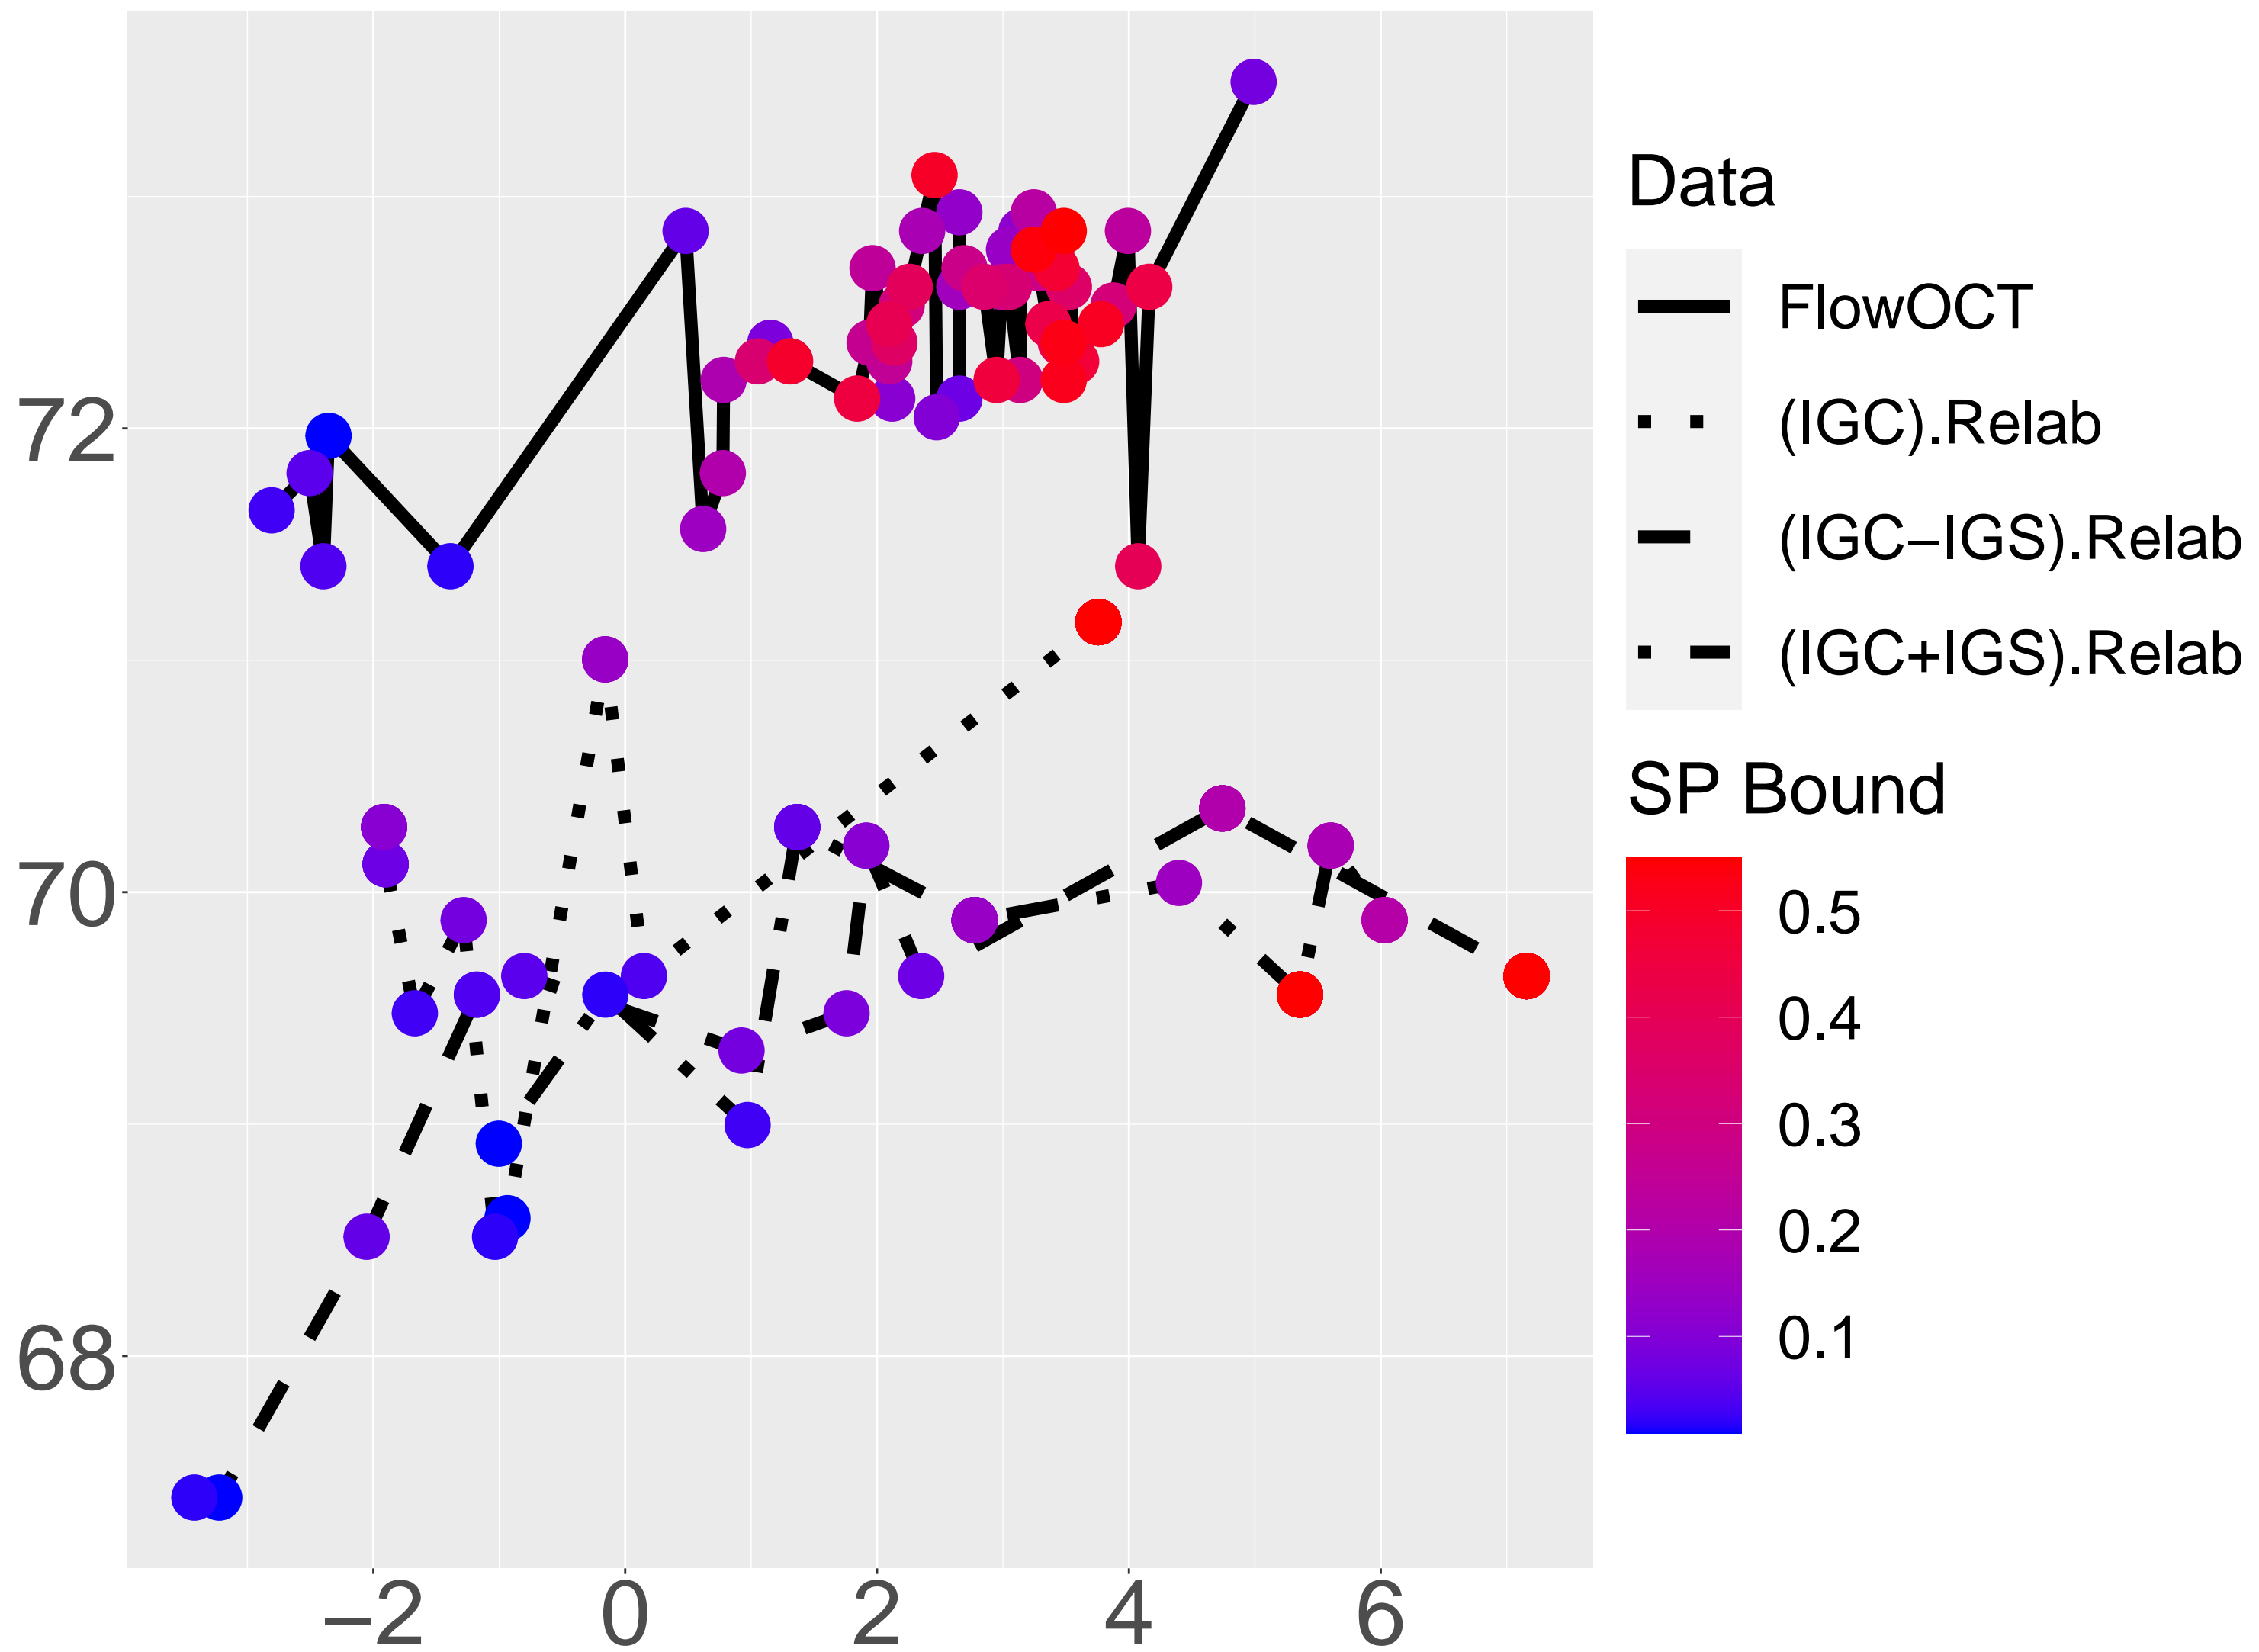 72
70
68
−2 0 2 4 6
Data
FlowOCT
(IGC).Relab
(IGC−IGS).Relab
(IGC+IGS).Relab
SP Bound
0.5
0.4
0.3
0.2
0.1